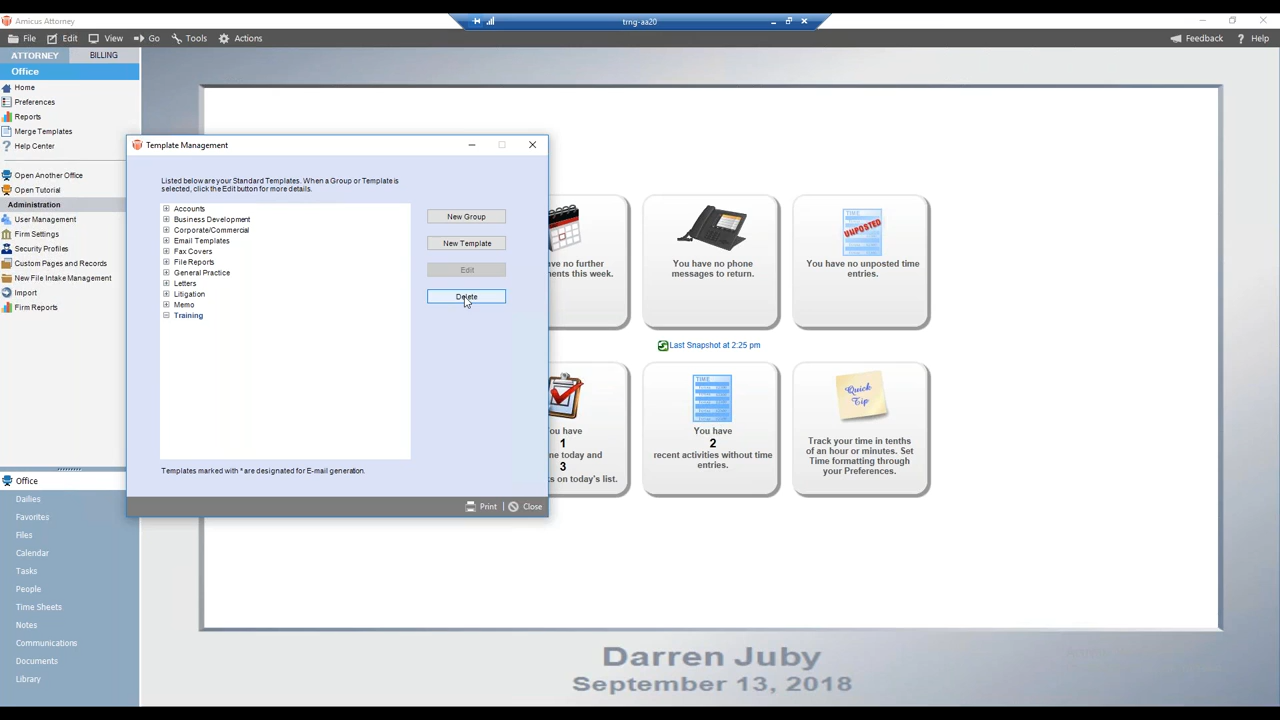 Amicus Attorney
trng-aa20
File Edit View Go Tools Actions
Feedback ? Help
ATTORNEY BILLING
Office
Home
Preferences
Reports
Merge Templates
? Help Center
Open Another Office
Open Tutorial
Administration
User Management
Firm Settings
Security Profiles
Custom Pages and Records
New File Intake Management
Import
Firm Reports
Office
Dailies
Favorites
Files
Calendar
Tasks
People
Time Sheets
Notes
Communications
Documents
Library
Template Management
Listed below are your Standard Templates. When a Group or Template is
selected, click the Edit button for more details.
Accounts
Business Development
Corporate/Commercial
Email Templates
Fax Covers
File Reports
General Practice
Letters
Litigation
Memo
Training
New Group
New Template
Edit
Delete
Templates marked with * are designated for E-mail generation.
Print | Close
no further
this week.
You have no phone
messages to return.
TIME
UNPOSTED
You have no unposted time
entries.
Last Snapshot at 2:25 pm
1
today and
3
on today's list.
TIME
You have
2
recent activities without time
entries.
Quick
Tip
Track your time in tenths
of an hour or minutes. Set
Time formatting through
your Preferences.
Darren Juby
September 13, 2018